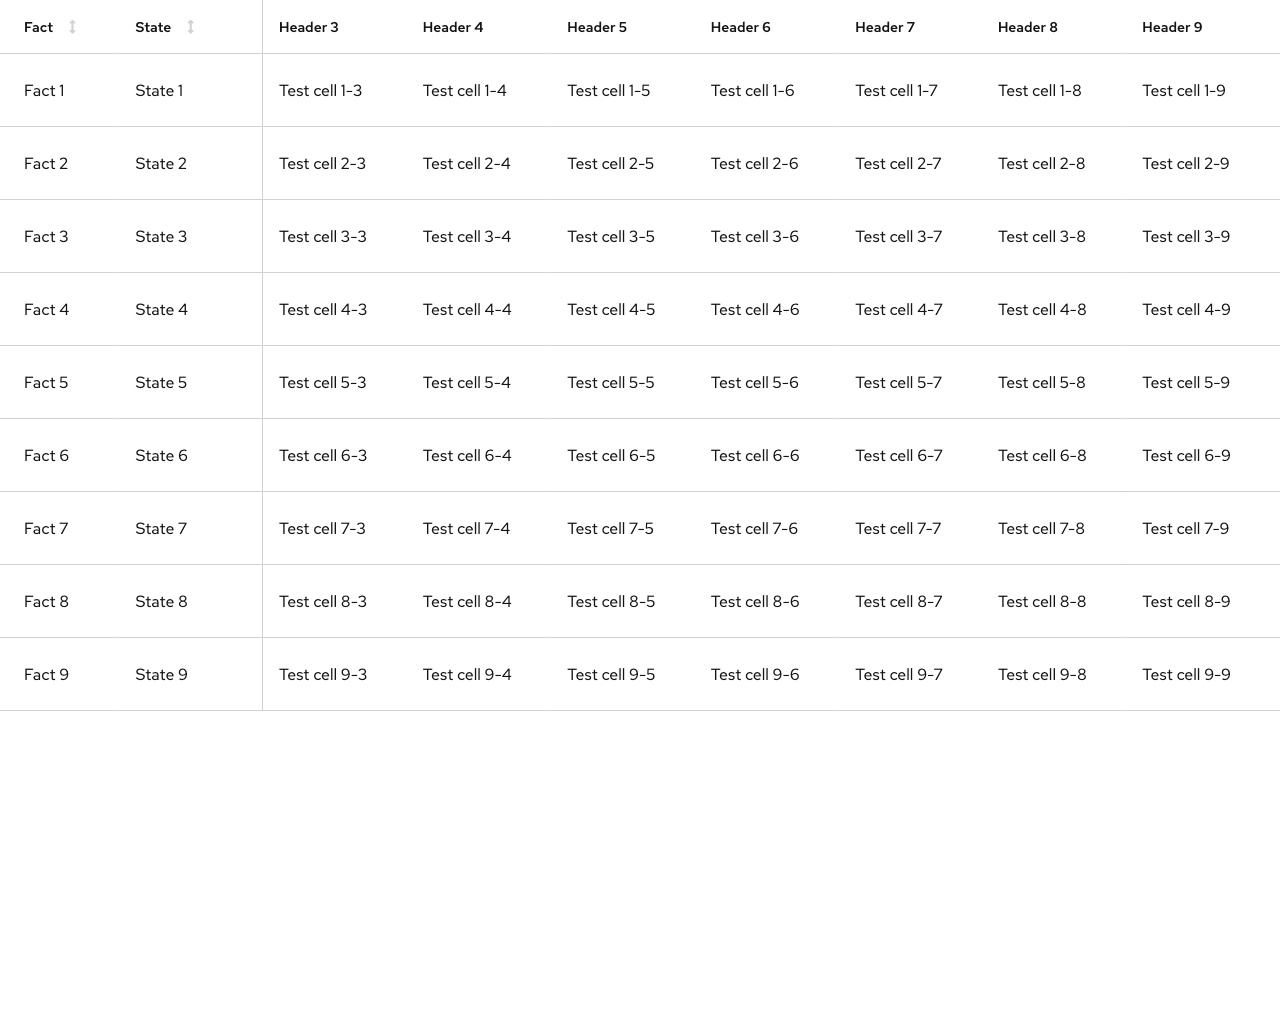 Fact State Header 3 Header 4 Header 5 Header 6 Header 7 Header 8 Header 9
Fact 1 State 1 Test cell 1-3 Test cell 1-4 Test cell 1-5 Test cell 1-6 Test cell 1-7 Test cell 1-8 Test cell 1-9
Fact 2 State 2 Test cell 2-3 Test cell 2-4 Test cell 2-5 Test cell 2-6 Test cell 2-7 Test cell 2-8 Test cell 2-9
Fact 3 State 3 Test cell 3-3 Test cell 3-4 Test cell 3-5 Test cell 3-6 Test cell 3-7 Test cell 3-8 Test cell 3-9
Fact 4 State 4 Test cell 4-3 Test cell 4-4 Test cell 4-5 Test cell 4-6 Test cell 4-7 Test cell 4-8 Test cell 4-9
Fact 5 State 5 Test cell 5-3 Test cell 5-4 Test cell 5-5 Test cell 5-6 Test cell 5-7 Test cell 5-8 Test cell 5-9
Fact 6 State 6 Test cell 6-3 Test cell 6-4 Test cell 6-5 Test cell 6-6 Test cell 6-7 Test cell 6-8 Test cell 6-9
Fact 7 State 7 Test cell 7-3 Test cell 7-4 Test cell 7-5 Test cell 7-6 Test cell 7-7 Test cell 7-8 Test cell 7-9
Fact 8 State 8 Test cell 8-3 Test cell 8-4 Test cell 8-5 Test cell 8-6 Test cell 8-7 Test cell 8-8 Test cell 8-9
Fact 9 State 9 Test cell 9-3 Test cell 9-4 Test cell 9-5 Test cell 9-6 Test cell 9-7 Test cell 9-8 Test cell 9-9